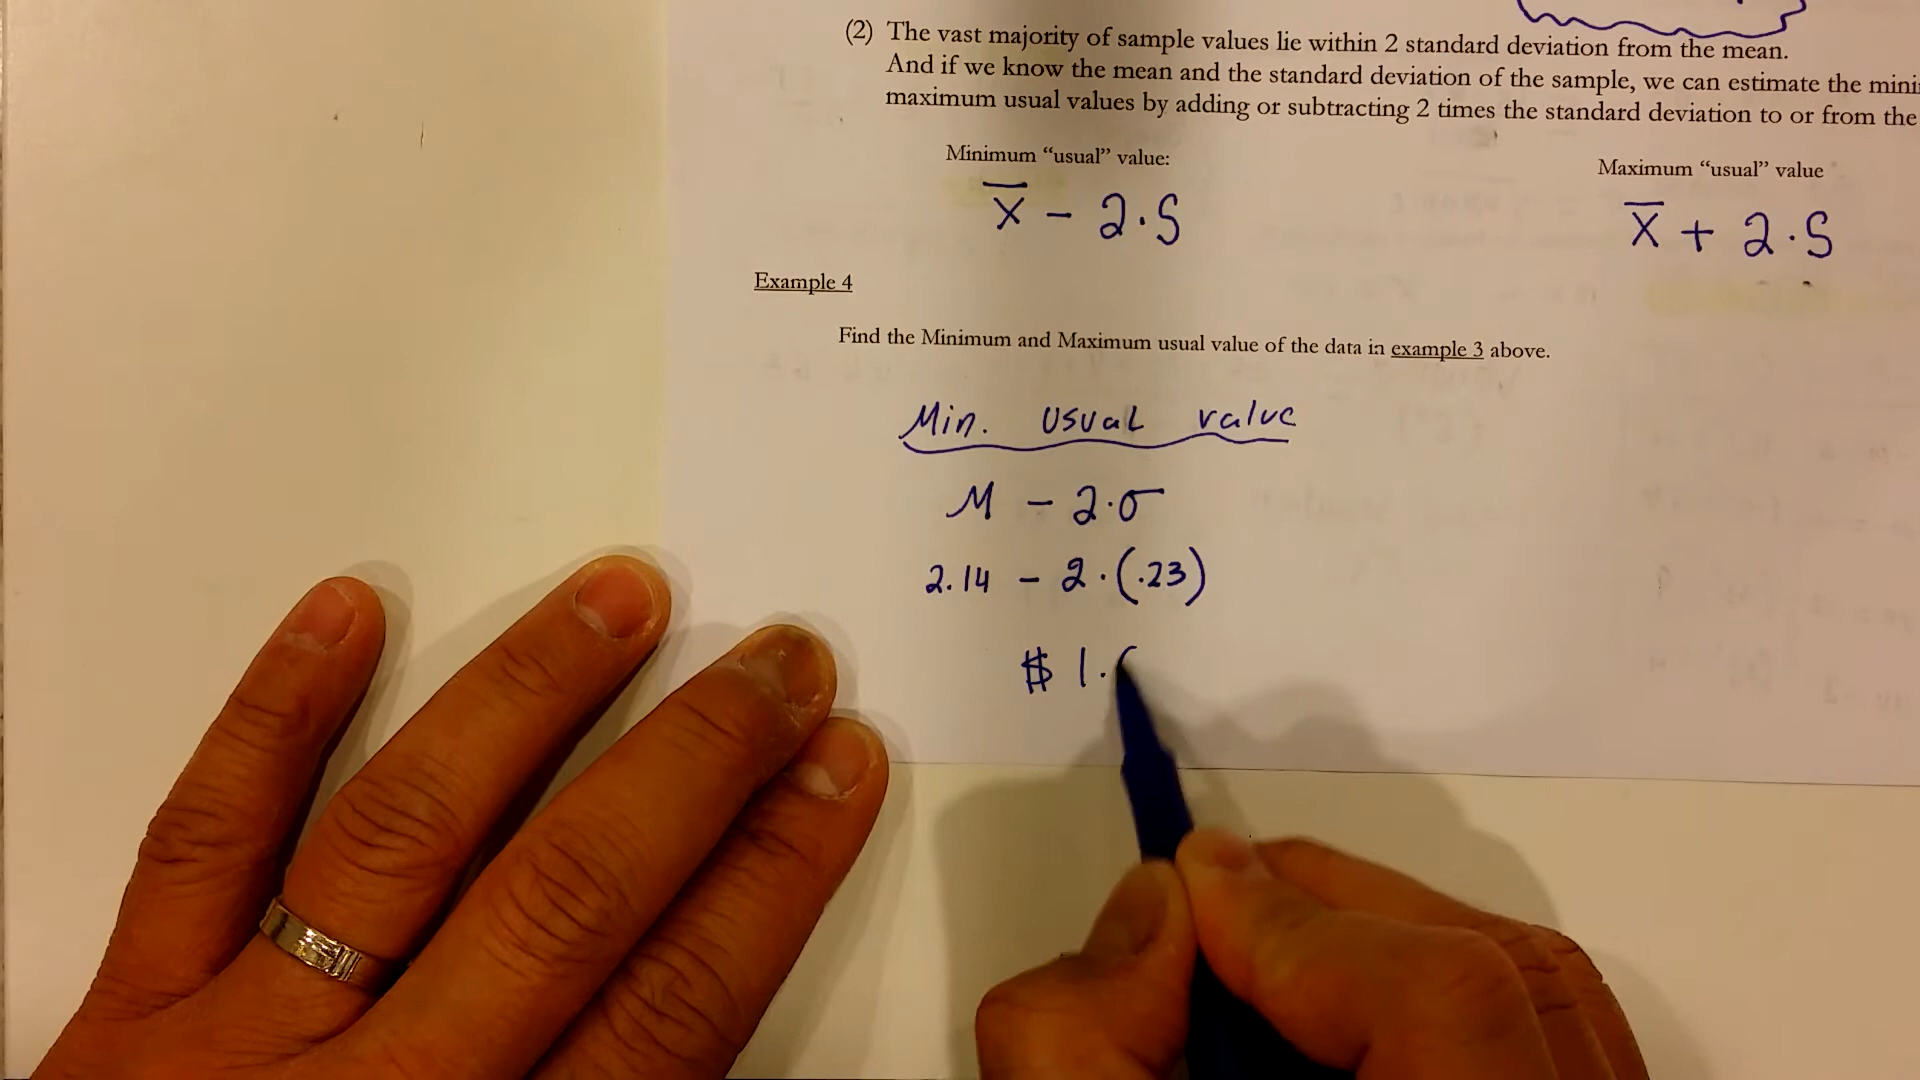 (2) The vast majority of sample values lie within 2 standard deviation from the mean.
And if we know the mean and the standard deviation of the sample, we can estimate the
maximum usual values by adding or subtracting 2 times the standard deviation to or from the
Minimum “usual” value:
Maximum “usual” value
x̅ - 2·S
x̅ + 2·S
Example 4
Find the Minimum and Maximum usual value of the data in example 3 above.
Min. usual value
M - 2·σ
2.14 - 2·(.23)
$ 1.